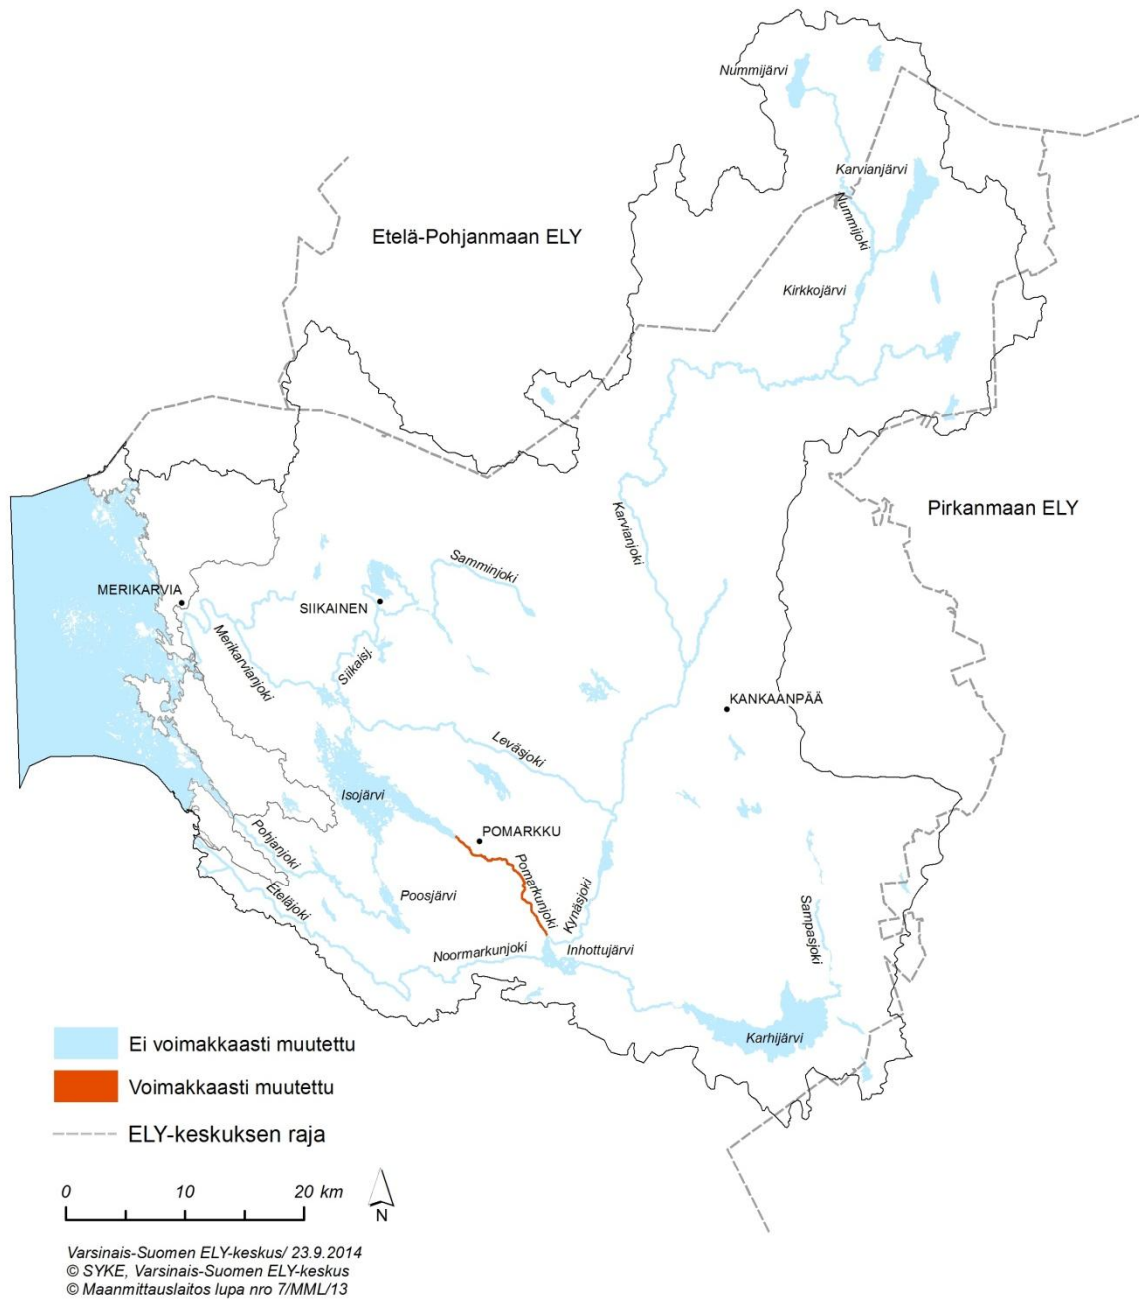 Nummijärvi
Karvianjärvi
Nummijoki
Etelä-Pohjanmaan ELY
Kirkkojärvi
Karvianjoki
Pirkanmaan ELY
Samminjoki
MERIKARVIA
SIIKAINEN
Merikarvianjoki
Siikaisj.
KANKAANPÄÄ
Leväsjoki
Isojärvi
POMARKKU
Pohjanjoki
Pomarkunjoki
Eteläjoki
Poosjärvi
Kynäsjoki
Sampasjoki
Noormarkunjoki
Inhottujärvi
Karhijärvi
Ei voimakkaasti muutettu
Voimakkaasti muutettu
ELY-keskuksen raja
0 10 20 km
N
Varsinais-Suomen ELY-keskus/ 23.9.2014
© SYKE, Varsinais-Suomen ELY-keskus
© Maanmittauslaitos lupa nro 7/MML/13